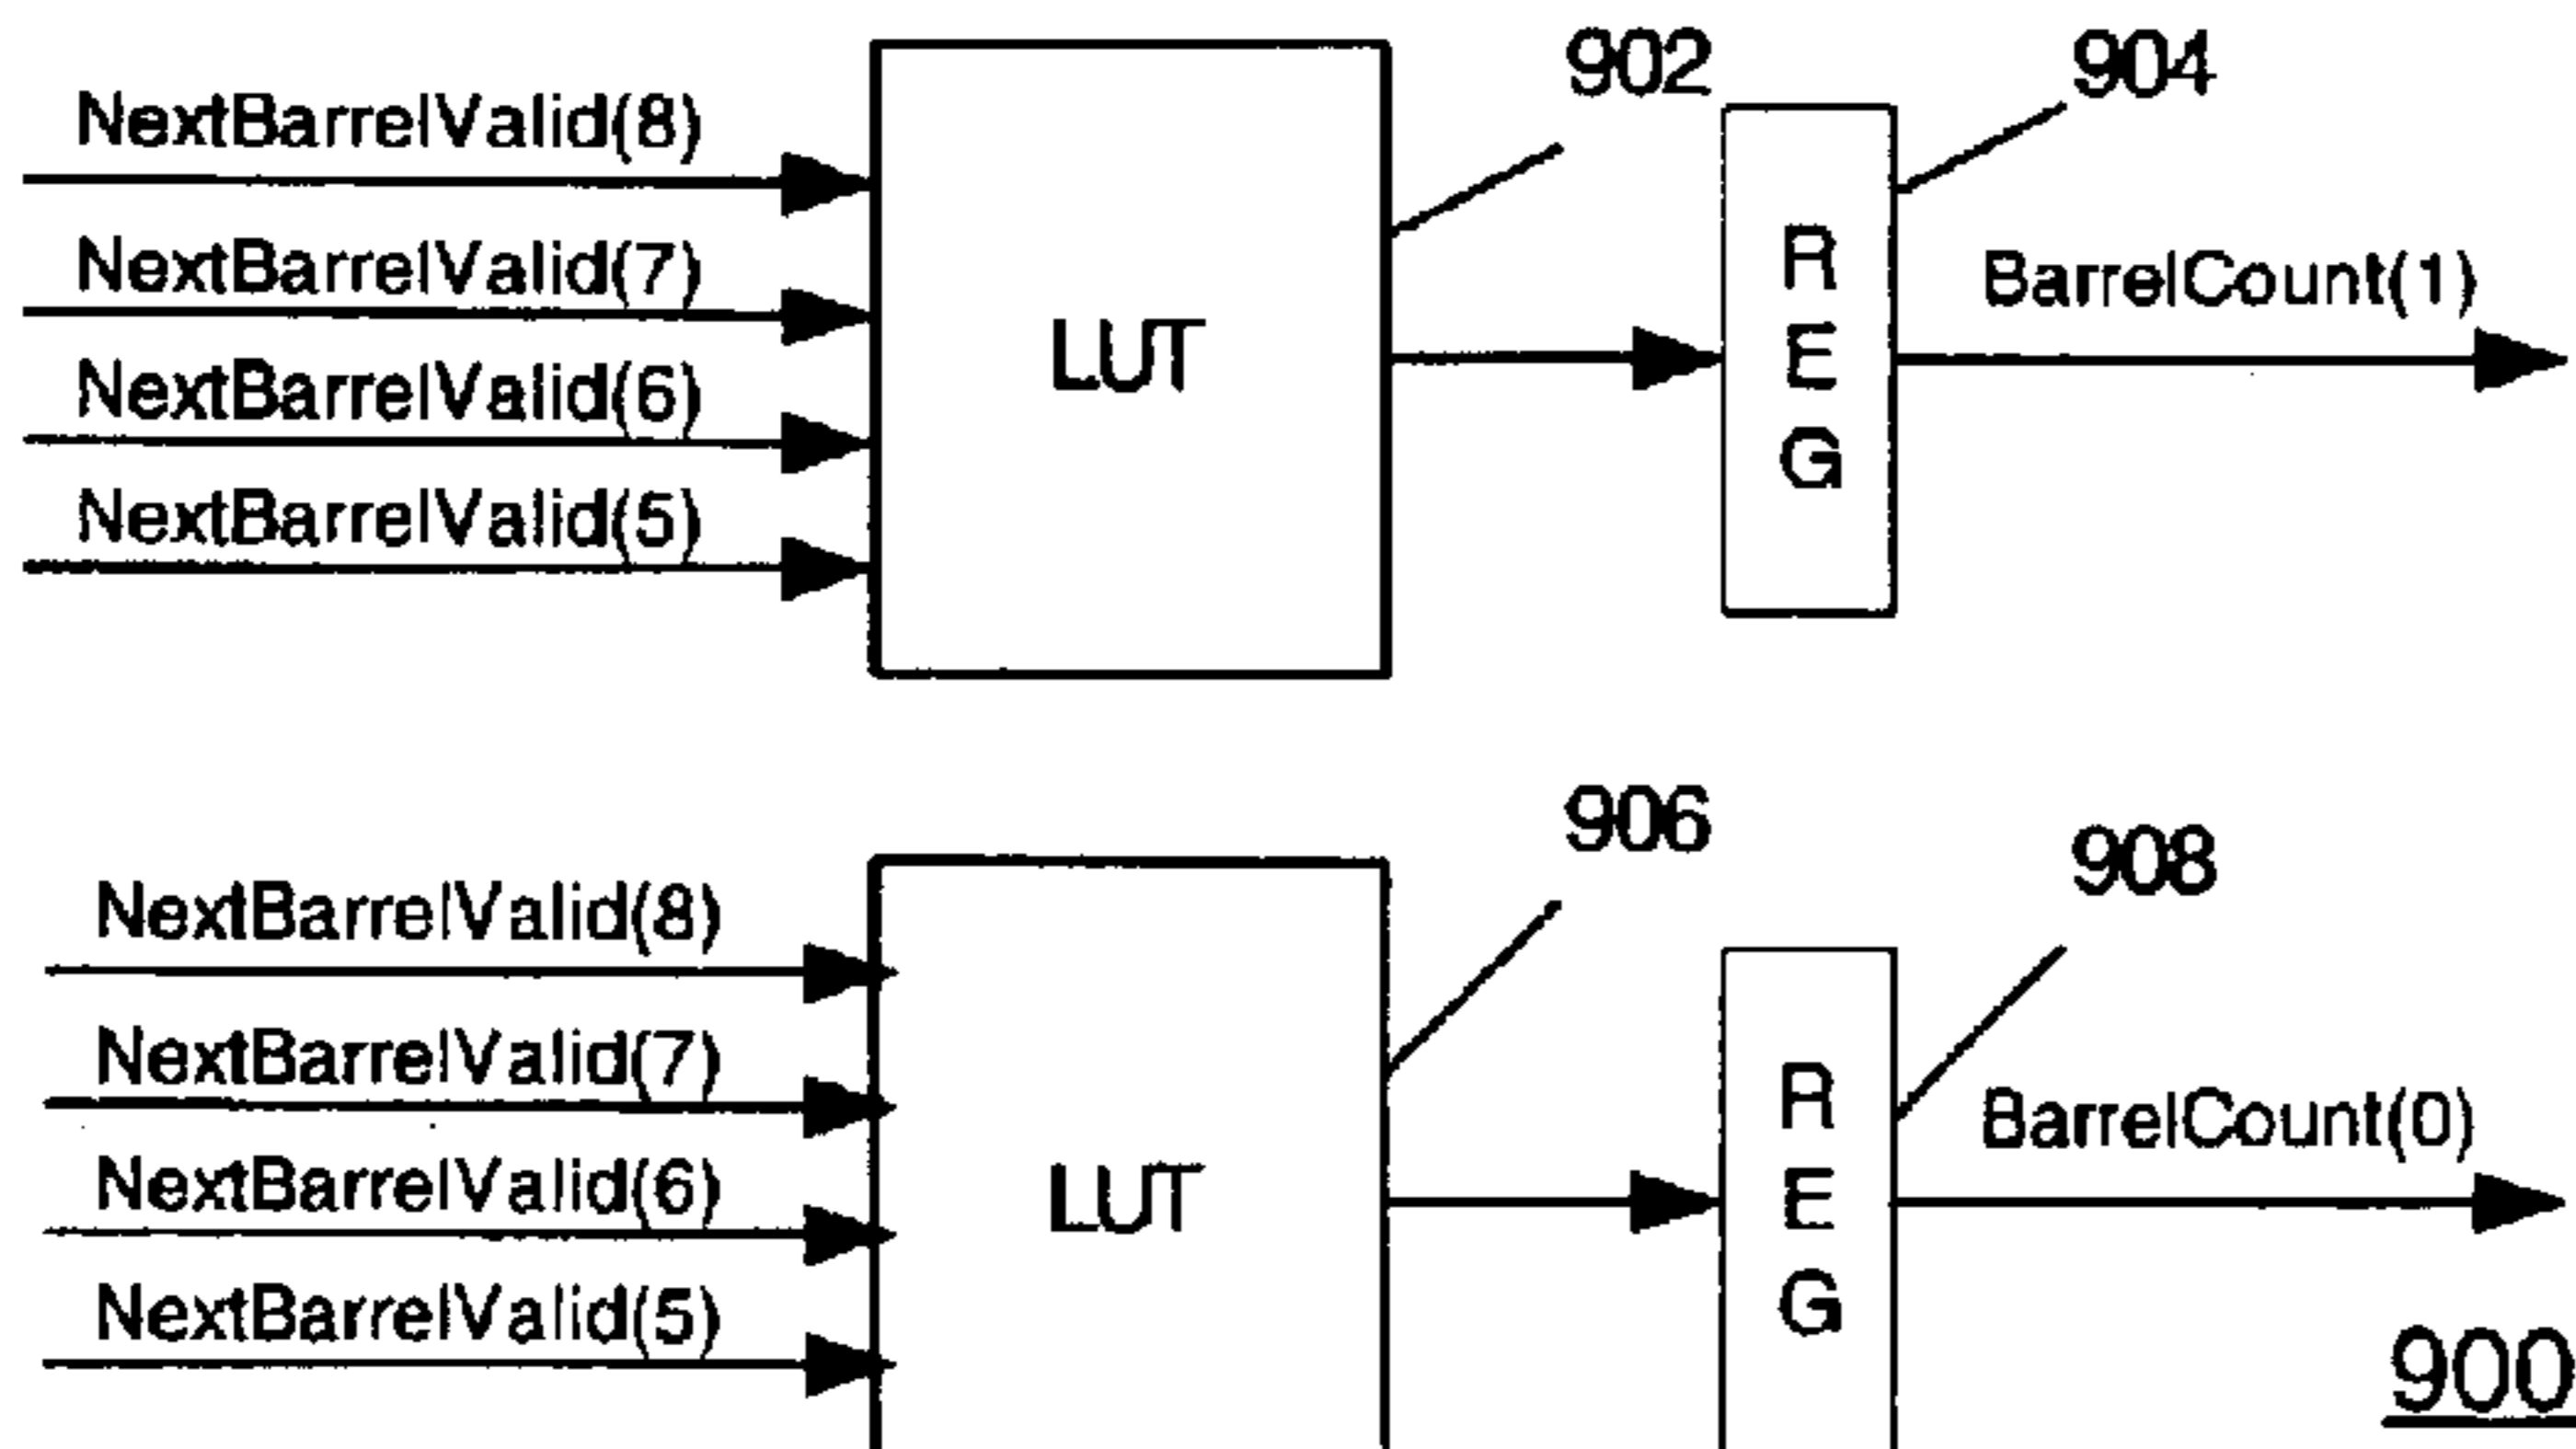 902
904
NextBarrelValid(8)
NextBarrelValid(7)
NextBarrelValid(6)
NextBarrelValid(5)
LUT
R
E
G
BarrelCount(1)
906
908
NextBarrelValid(8)
NextBarrelValid(7)
NextBarrelValid(6)
NextBarrelValid(5)
LUT
R
E
G
BarrelCount(0)
900